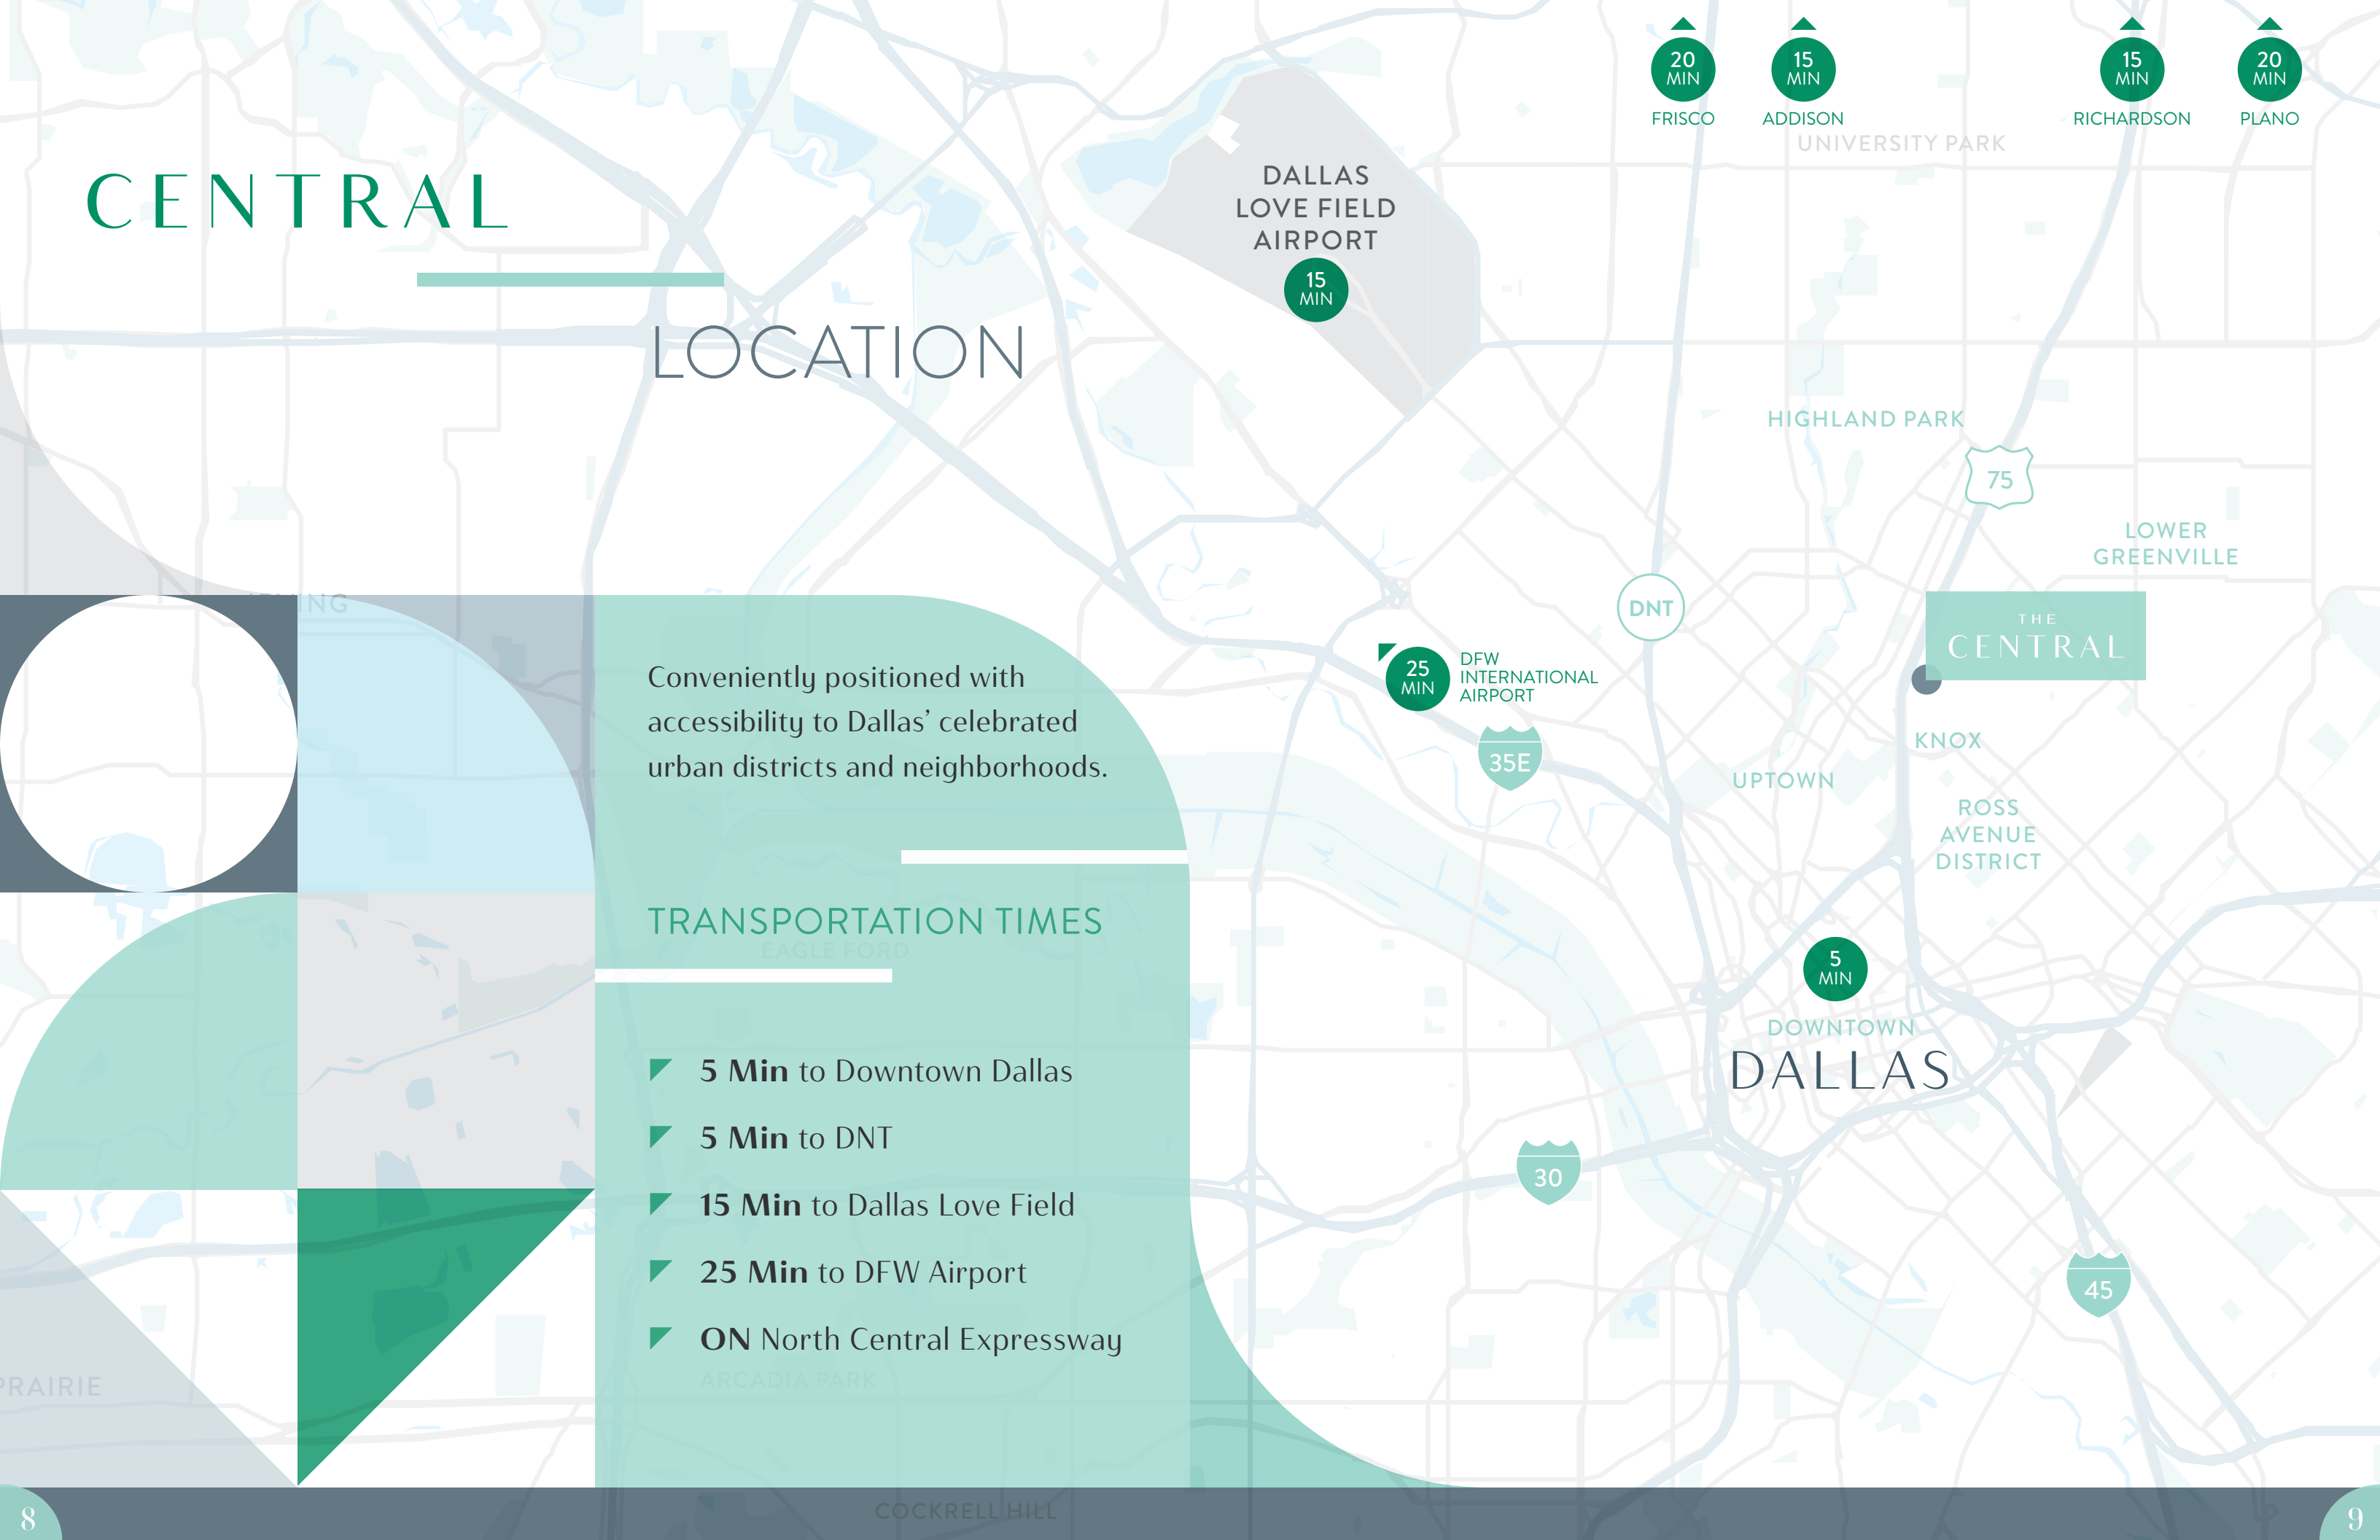 CENTRAL
LOCATION
20
MIN
FRISCO
15
MIN
ADDISON
15
MIN
RICHARDSON
20
MIN
PLANO
UNIVERSITY PARK
DALLAS
LOVE FIELD
AIRPORT
15
MIN
HIGHLAND PARK
75
LOWER
GREENVILLE
DNT
THE
CENTRAL
25
MIN
DFW
INTERNATIONAL
AIRPORT
35E
KNOX
UPTOWN
ROSS
AVENUE
DISTRICT
5
MIN
DOWNTOWN
DALLAS
30
45
IRVING
Conveniently positioned with
accessibility to Dallas’ celebrated
urban districts and neighborhoods.
TRANSPORTATION TIMES
EAGLE FORD
5 Min to Downtown Dallas
5 Min to DNT
15 Min to Dallas Love Field
25 Min to DFW Airport
ON North Central Expressway
ARCADIA PARK
PRAIRIE
COCKRELL HILL
8
9